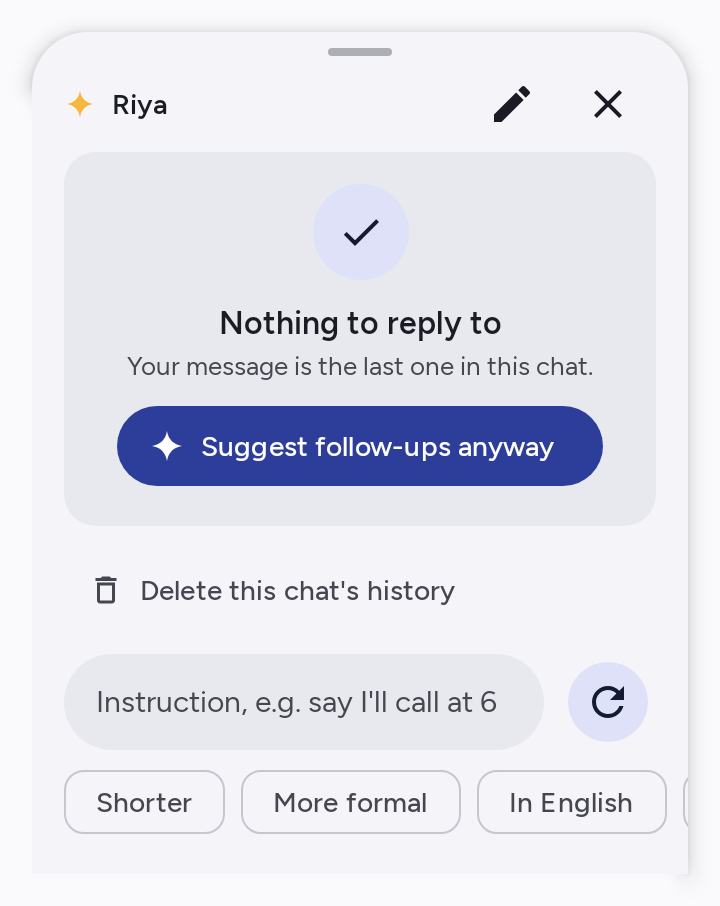 Riya
Nothing to reply to
Your message is the last one in this chat.
Suggest follow-ups anyway
Delete this chat's history
Instruction, e.g. say I'll call at 6
Shorter
More formal
In English